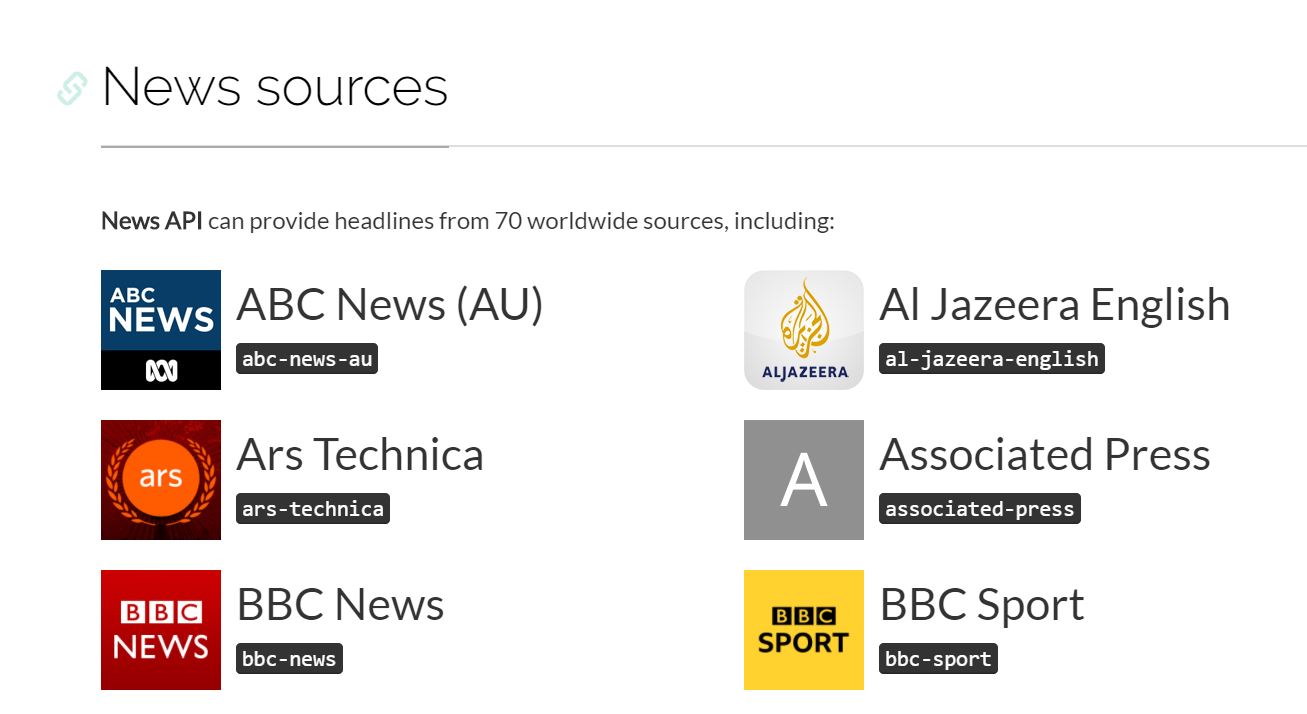 News sources
News API can provide headlines from 70 worldwide sources, including:
ABC
NEWS
ABC News (AU)
abc-news-au
ALJAZEERA
Al Jazeera English
al-jazeera-english
ars
Ars Technica
ars-technica
A
Associated Press
associated-press
BBC
NEWS
BBC News
bbc-news
BBC
SPORT
BBC Sport
bbc-sport